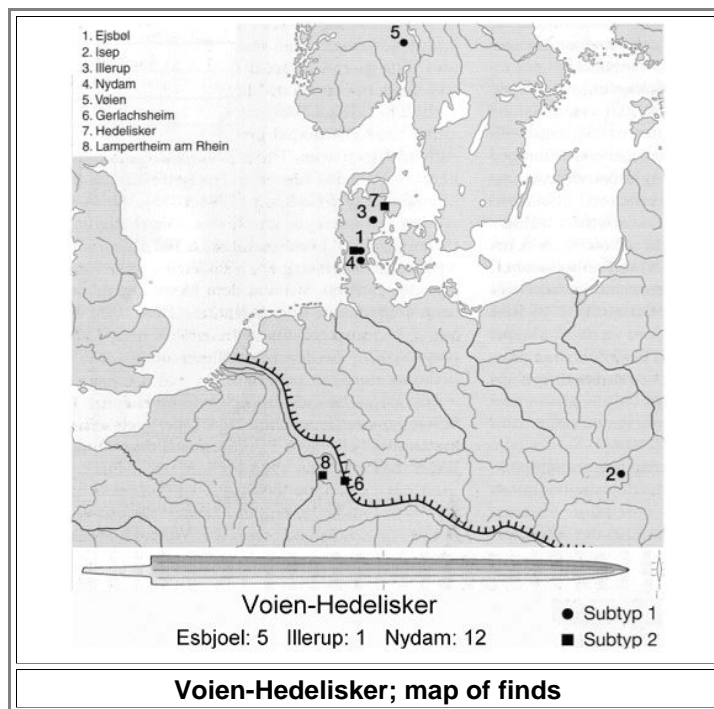 1. Ejsbøl
2. Isep
3. Illerup
4. Nydam
5. Vøien
6. Gerlachsheim
7. Hedelisker
8. Lampertheim am Rhein
5
7
3
1
4
8
6
2
Voien-Hedelisker
Esbjoel: 5 Illerup: 1 Nydam: 12
Subtyp 1
Subtyp 2
Voien-Hedelisker; map of finds